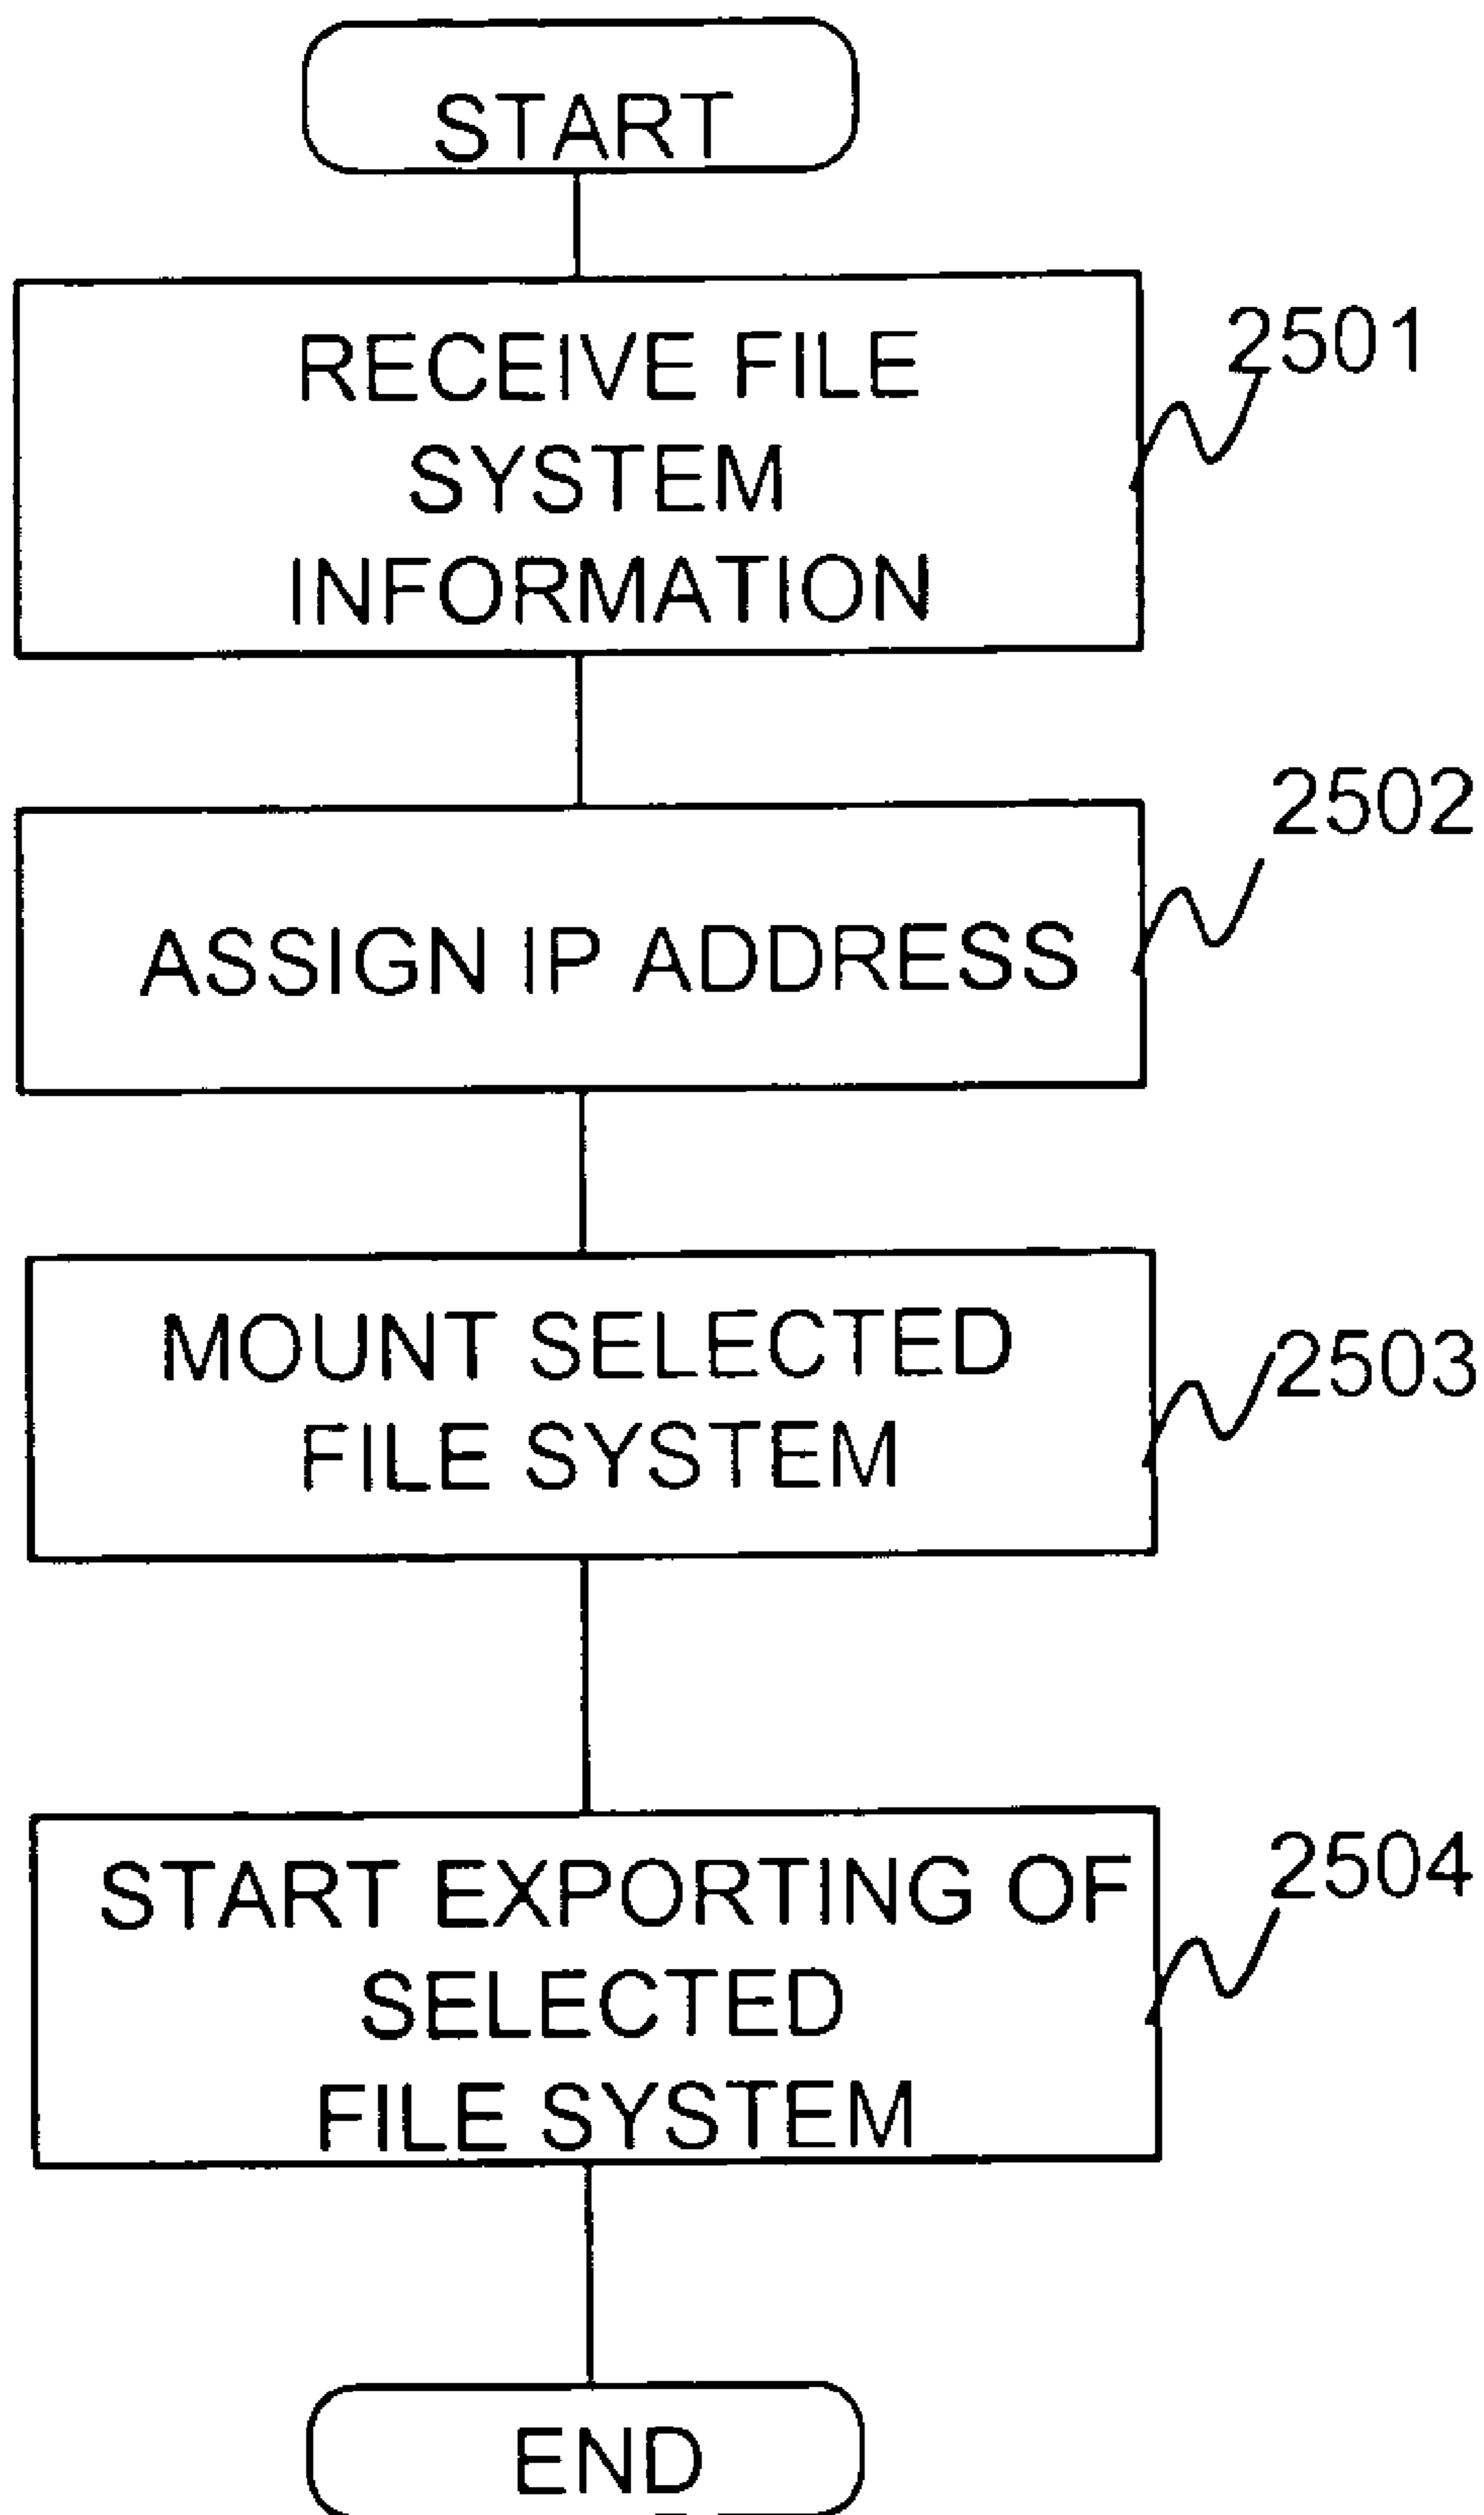 START
RECEIVE FILE
SYSTEM
INFORMATION
2501
ASSIGN IP ADDRESS
2502
MOUNT SELECTED
FILE SYSTEM
2503
START EXPORTING OF
SELECTED
FILE SYSTEM
2504
END